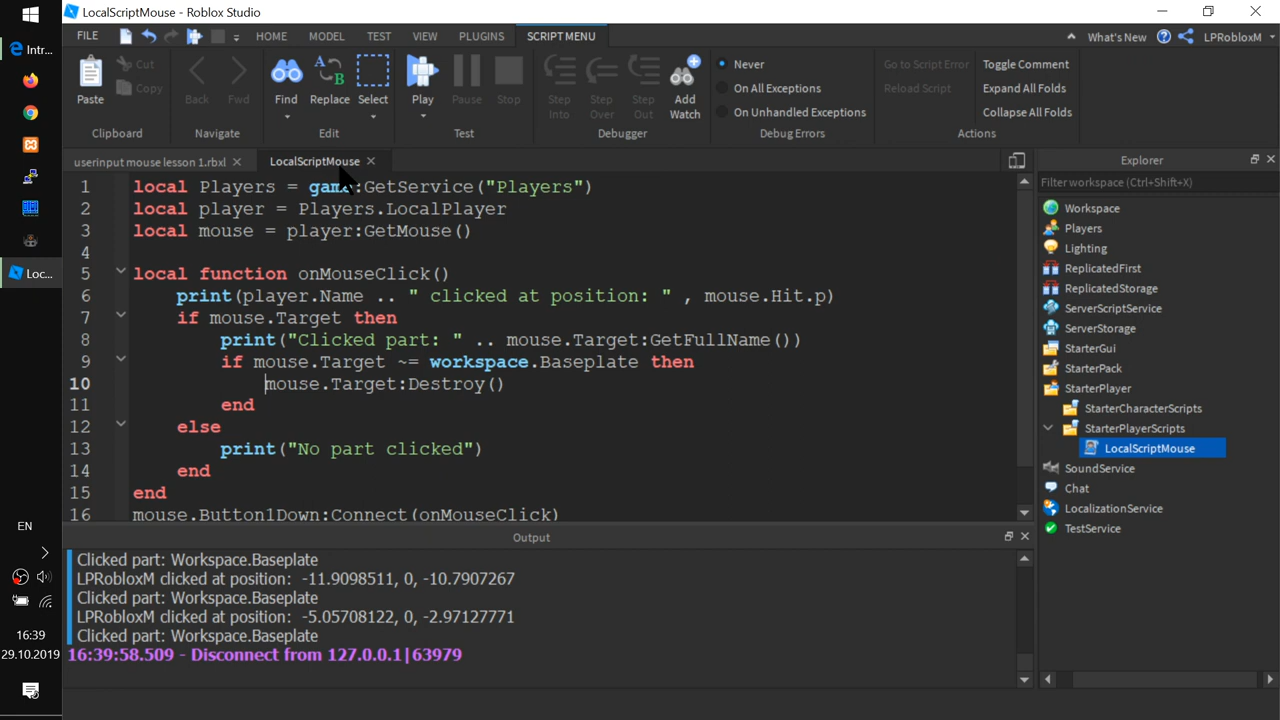 LocalScriptMouse - Roblox Studio
Intr...
Loc...
EN
16:39
29.10.2019
FILE
HOME
MODEL
TEST
VIEW
PLUGINS
SCRIPT MENU
What's New
LPRobloxM
Paste
Cut
Copy
Clipboard
Back
Fwd
Navigate
Find
Replace
Select
Edit
Play
Pause
Stop
Test
Step Into
Step Over
Step Out
Add Watch
Debugger
Never
On All Exceptions
On Unhandled Exceptions
Debug Errors
Go to Script Error
Reload Script
Toggle Comment
Expand All Folds
Collapse All Folds
Actions
userinput mouse lesson 1.rbxl
LocalScriptMouse
1 local Players = game:GetService("Players")
2 local player = Players.LocalPlayer
3 local mouse = player:GetMouse()
4
5 local function onMouseClick()
6 print(player.Name .. " clicked at position: " , mouse.Hit.p)
7 if mouse.Target then
8 print("Clicked part: " .. mouse.Target:GetFullName())
9 if mouse.Target ~= workspace.Baseplate then
10 mouse.Target:Destroy()
11 end
12 else
13 print("No part clicked")
14 end
15 end
16 mouse.Button1Down:Connect(onMouseClick)
Output
Clicked part: Workspace.Baseplate
LPRobloxM clicked at position: -11.9098511, 0, -10.7907267
Clicked part: Workspace.Baseplate
LPRobloxM clicked at position: -5.05708122, 0, -2.97127771
Clicked part: Workspace.Baseplate
16:39:58.509 - Disconnect from 127.0.0.1|63979
Explorer
Filter workspace (Ctrl+Shift+X)
Workspace
Players
Lighting
ReplicatedFirst
ReplicatedStorage
ServerScriptService
ServerStorage
StarterGui
StarterPack
StarterPlayer
StarterCharacterScripts
StarterPlayerScripts
LocalScriptMouse
SoundService
Chat
LocalizationService
TestService